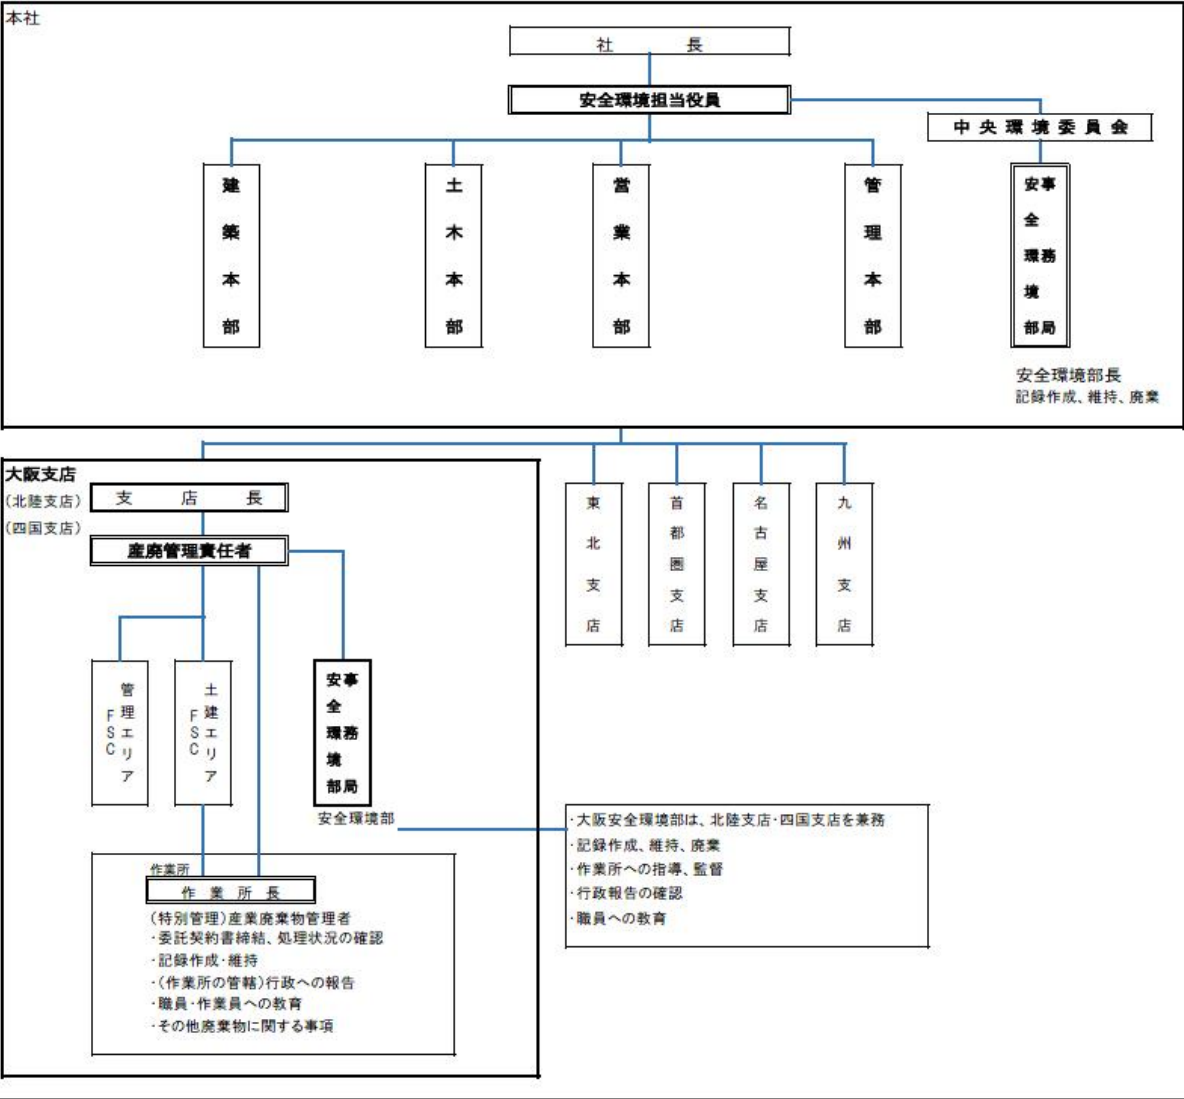 本社
社 長
安全環境担当役員
中央環境委員会
建築本部
土木本部
営業本部
管理本部
事務局
安全環境部
安全環境部長
記録作成、維持、廃業
大阪支店
(北陸支店)
(四国支店)
支 店 長
産廃管理責任者
東北支店
首都圏支店
名古屋支店
九州支店
管理エリア
FSC
土建エリア
FSC
事務局
安全環境部
安全環境部
・大阪安全環境部は、北陸支店・四国支店を兼務
・記録作成、維持、廃業
・作業所への指導、監督
・行政報告の確認
・職員への教育
作業所
作 業 所 長
(特別管理)産業廃棄物管理者
・委託契約書締結、処理状況の確認
・記録作成・維持
・(作業所の管轄)行政への報告
・職員・作業員への教育
・その他廃棄物に関する事項